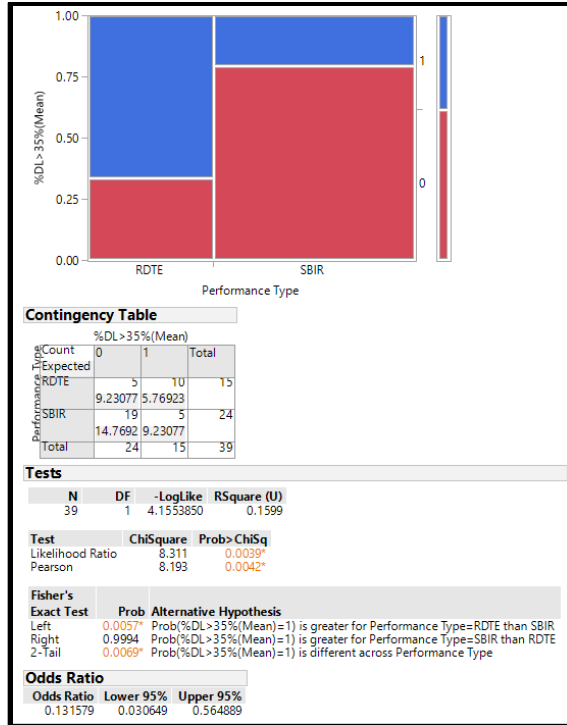 1.00
0.75
0.50
0.25
0.00
%DL>35%(Mean)
1
0
RDTE SBIR
Performance Type
Contingency Table
%DL>35%(Mean)
Performance Type
Count 0 1 Total
Expected
RDTE 5 10 15
9.23077 5.76923
SBIR 19 5 24
14.7692 9.23077
Total 24 15 39
Tests
N DF -LogLike RSquare (U)
39 1 4.1553850 0.1599
Test ChiSquare Prob>ChiSq
Likelihood Ratio 8.311 0.0039*
Pearson 8.193 0.0042*
Fisher's
Exact Test Prob Alternative Hypothesis
Left 0.0057* Prob(%DL>35%(Mean)=1) is greater for Performance Type=RDTE than SBIR
Right 0.9994 Prob(%DL>35%(Mean)=1) is greater for Performance Type=SBIR than RDTE
2-Tail 0.0069* Prob(%DL>35%(Mean)=1) is different across Performance Type
Odds Ratio
Odds Ratio Lower 95% Upper 95%
0.131579 0.030649 0.564889